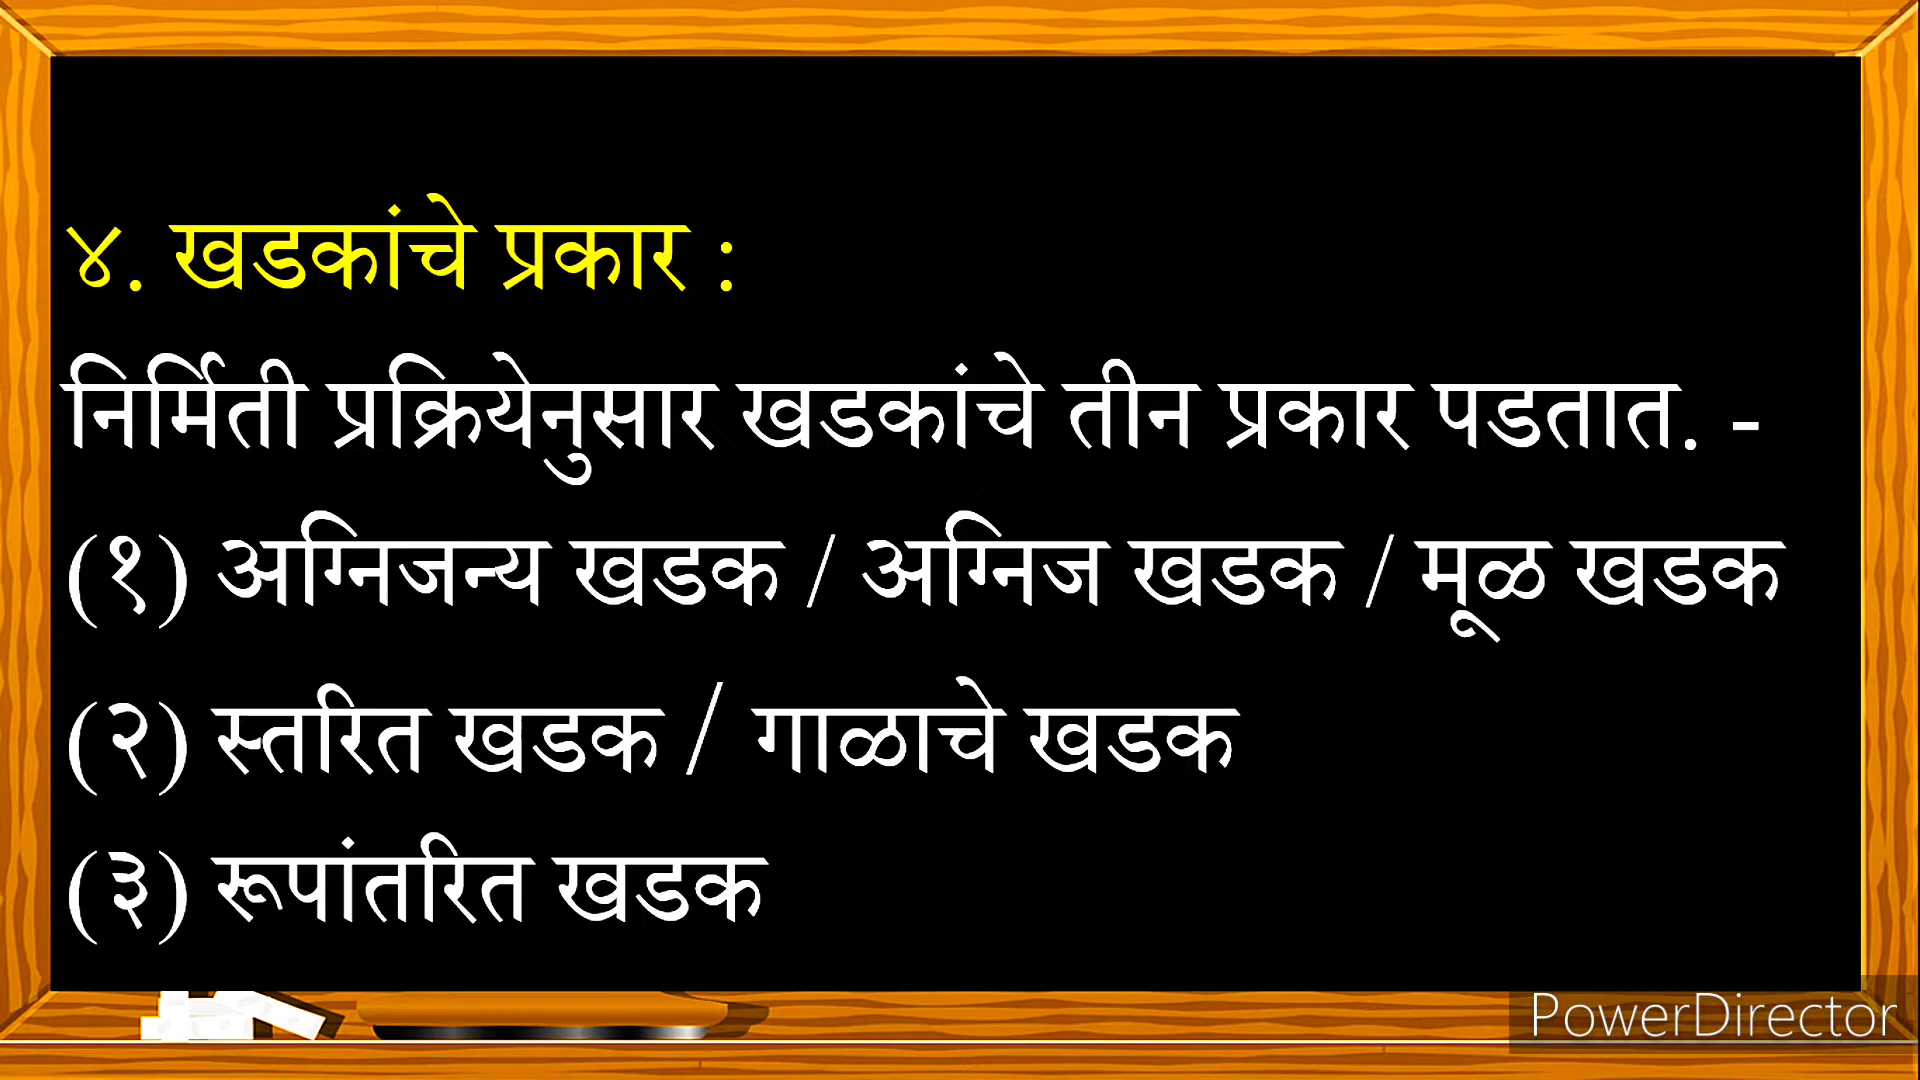 ४. खडकांचे प्रकार :
निर्मिती प्रक्रियेनुसार खडकांचे तीन प्रकार पडतात. -
(१) अग्निजन्य खडक / अग्निज खडक / मूळ खडक
(२) स्तरित खडक / गाळाचे खडक
(३) रूपांतरित खडक
PowerDirector